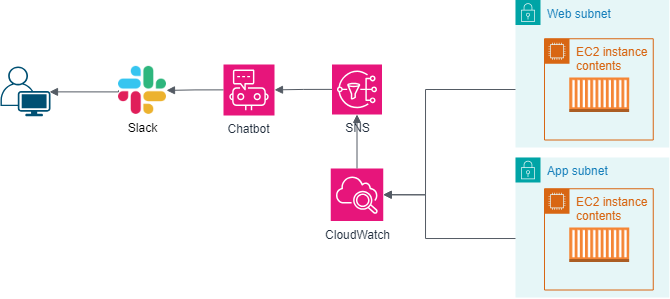 Web subnet
EC2 instance
contents
Slack
Chatbot
SNS
App subnet
EC2 instance
contents
CloudWatch